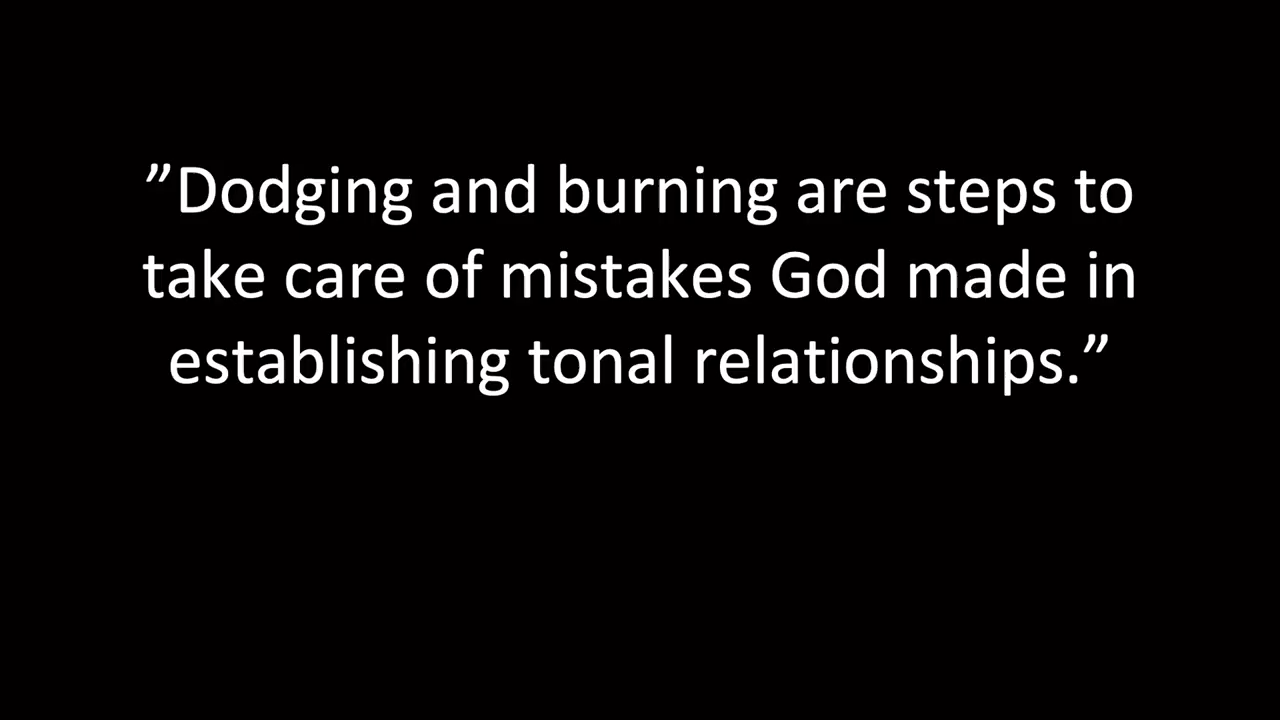 ”Dodging and burning are steps to
take care of mistakes God made in
establishing tonal relationships.”